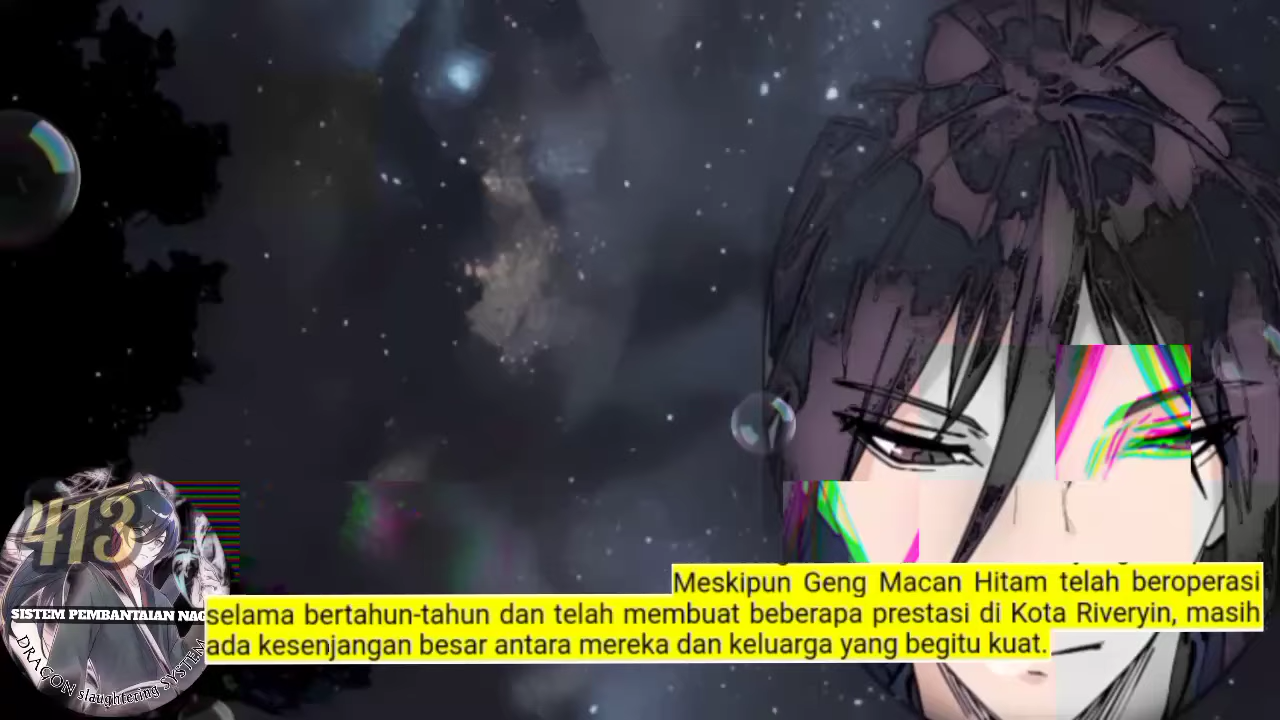 413
SISTEM PEMBANTAIAN NAG
DRAGON slaughtering SYSTEM
Meskipun Geng Macan Hitam telah beroperasi
selama bertahun-tahun dan telah membuat beberapa prestasi di Kota Riveryin, masih
ada kesenjangan besar antara mereka dan keluarga yang begitu kuat.